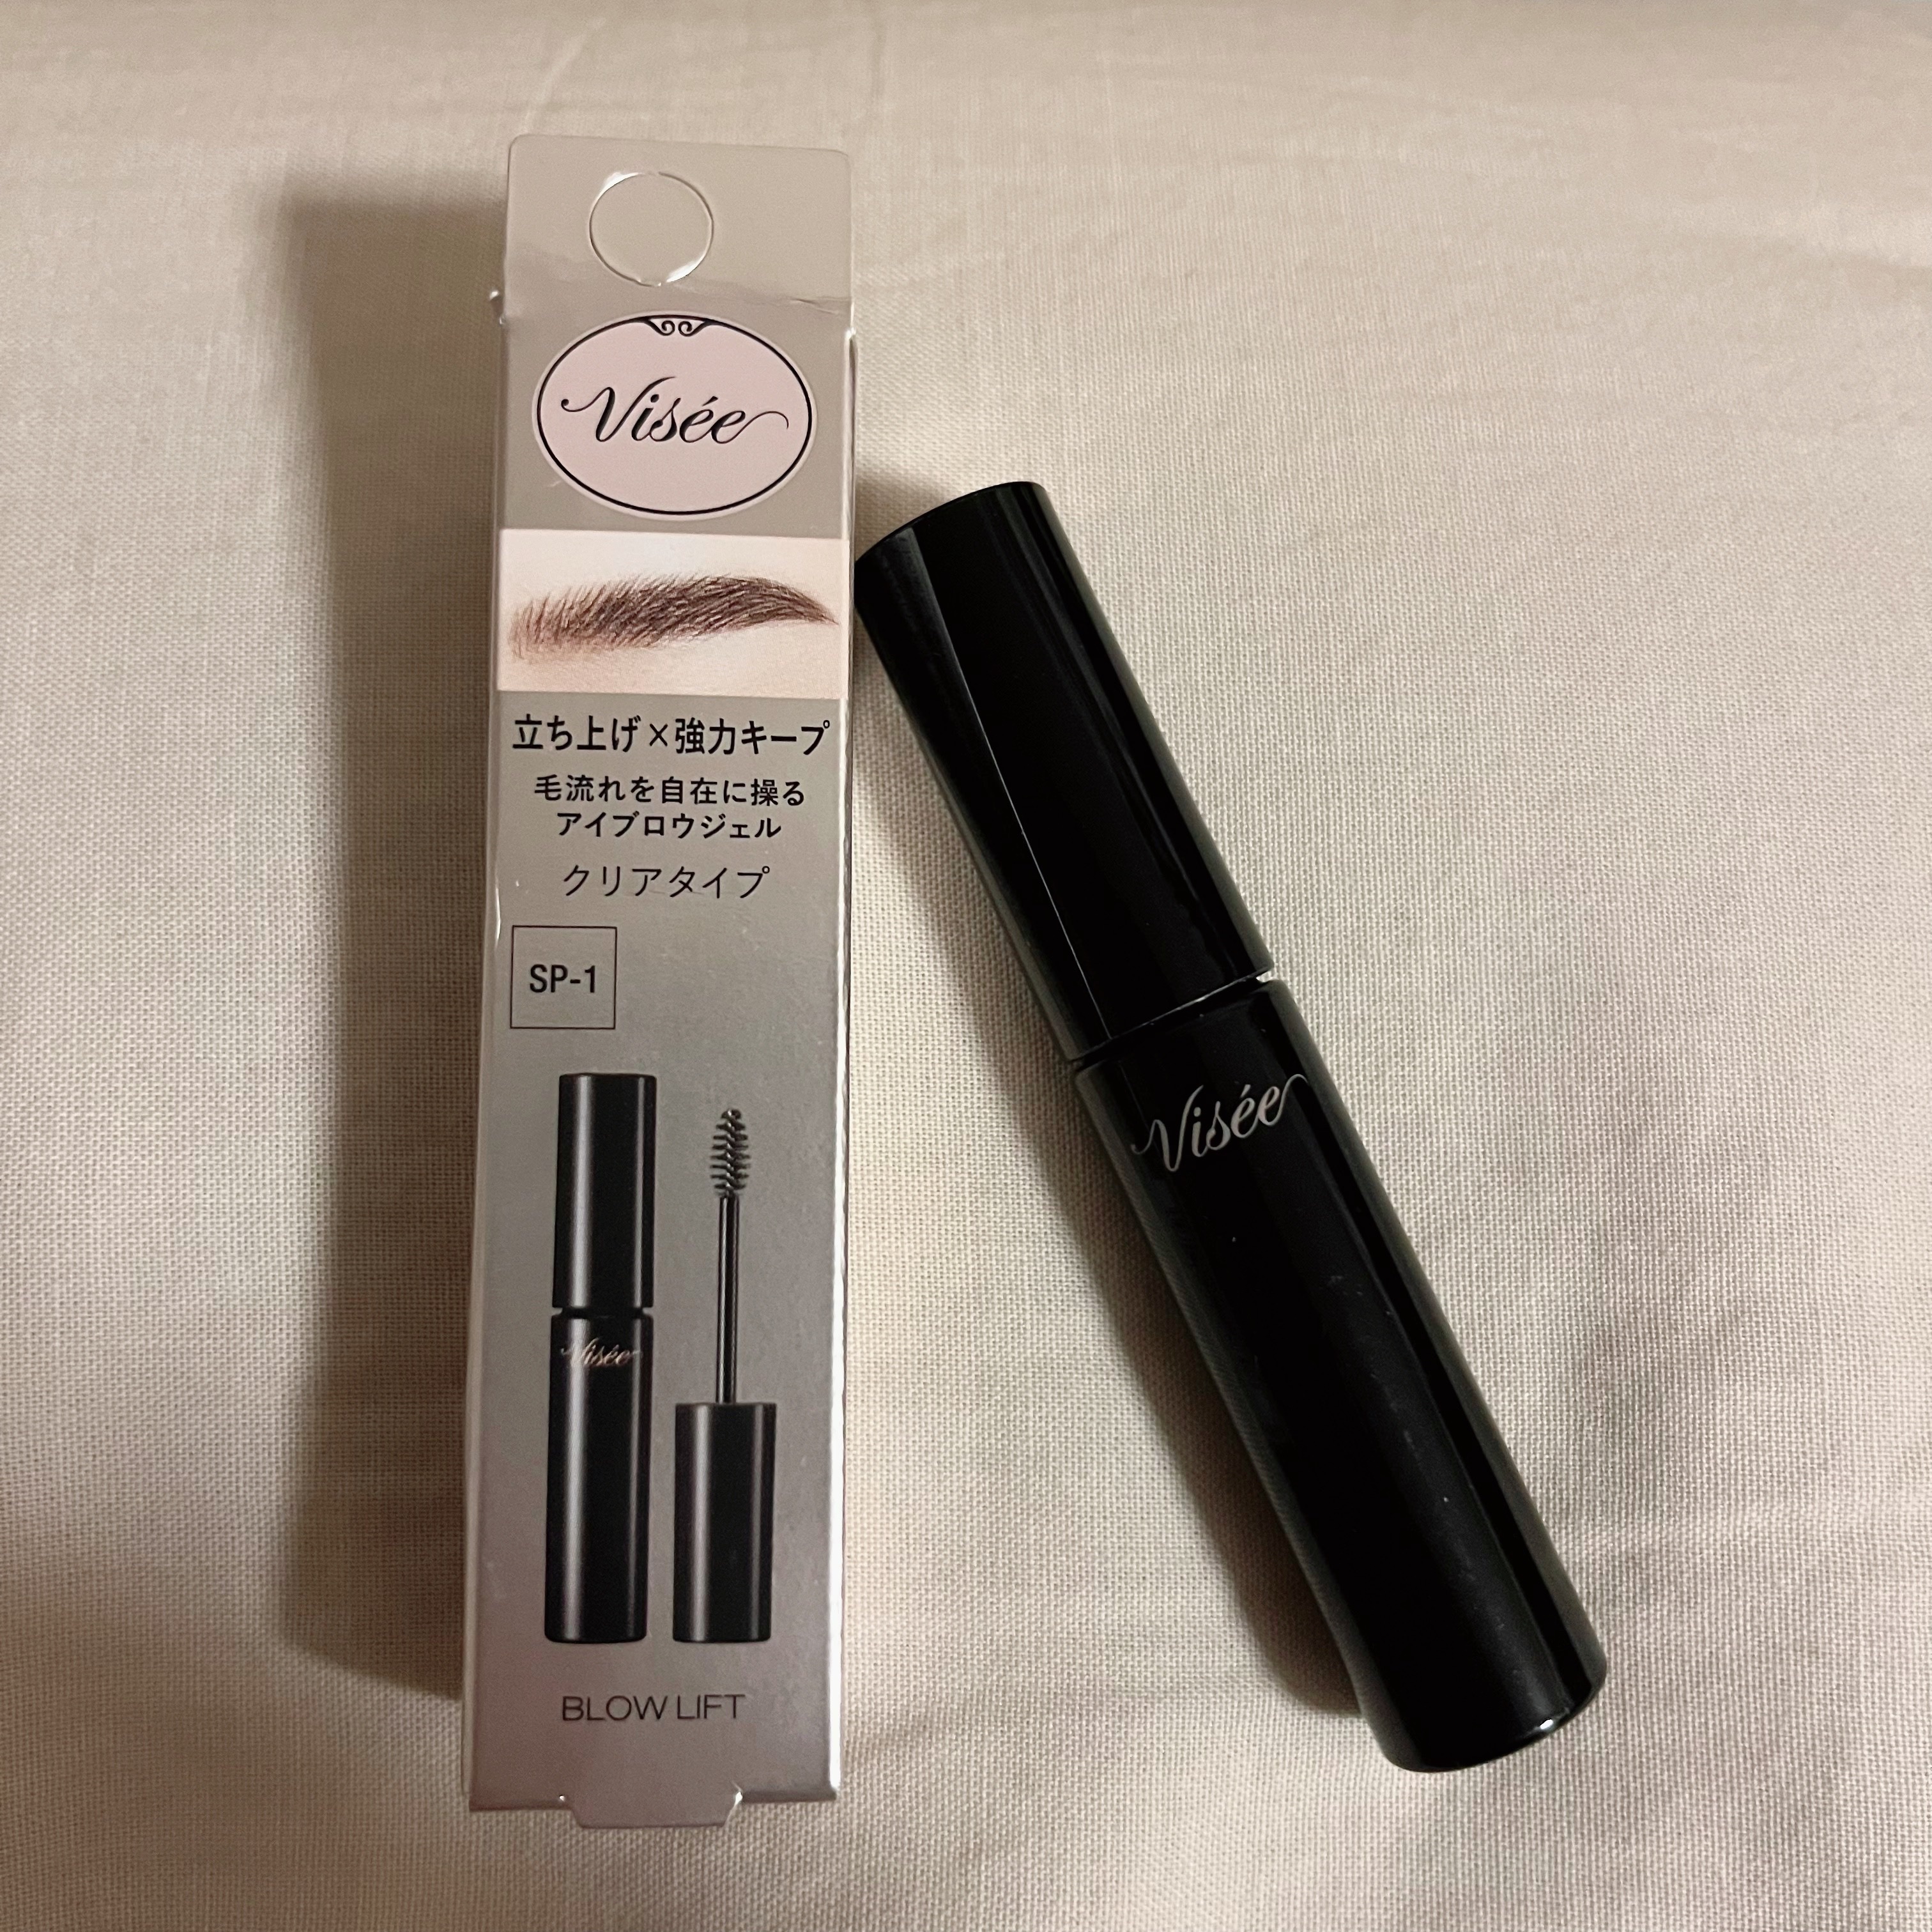 Visée
立ち上げ×強力キープ
毛流れを自在に操る
アイブロウジェル
クリアタイプ
SP-1
Visée
BLOW LIFT
Visée